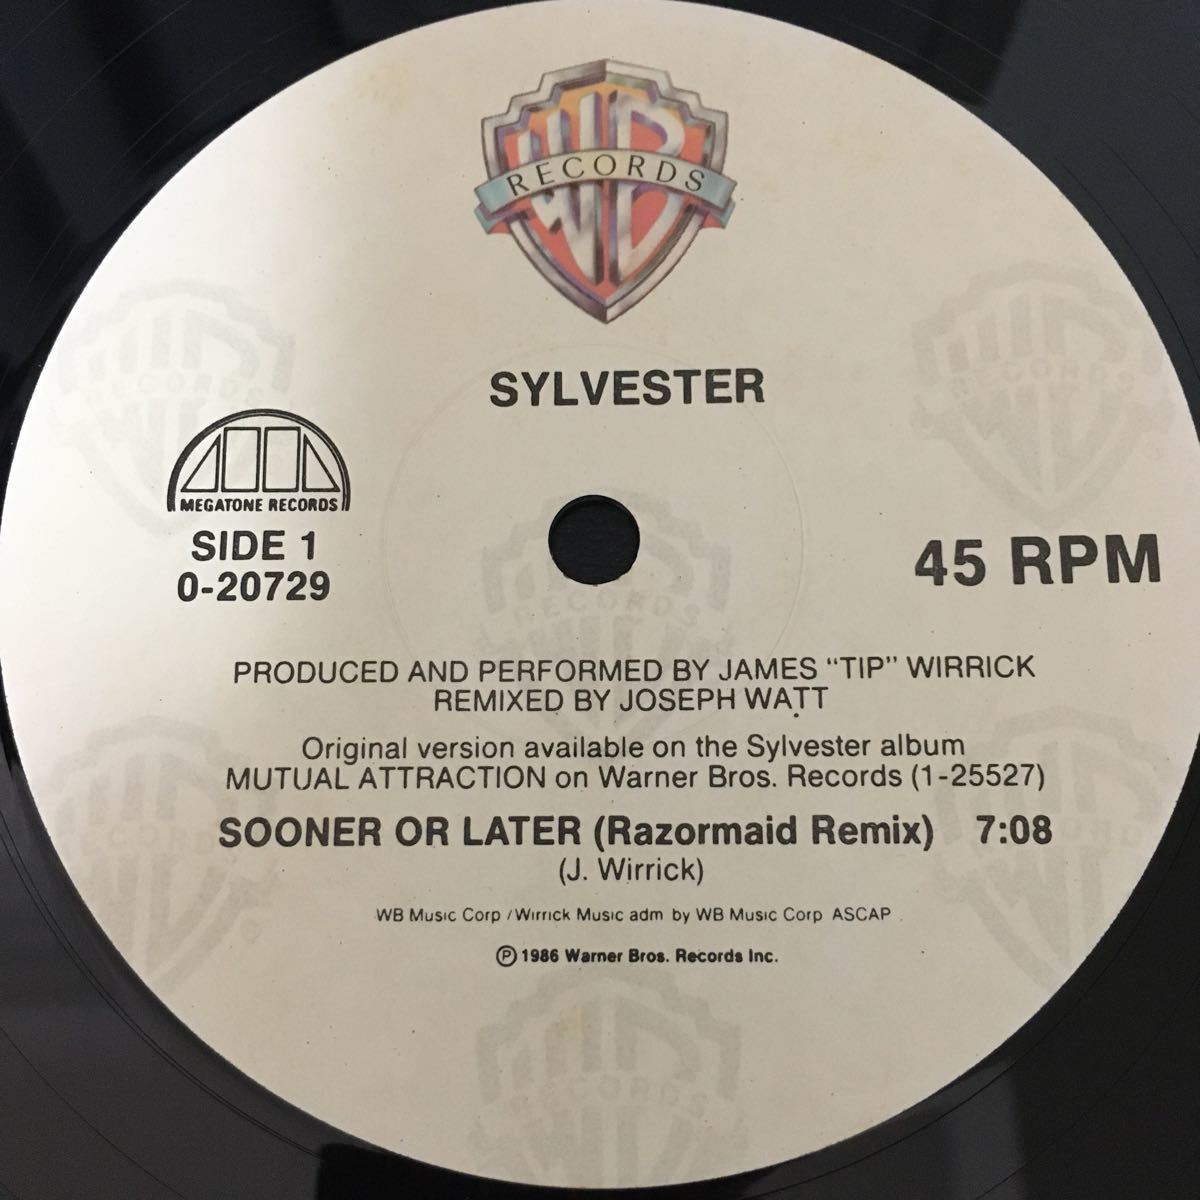 WB
RECORDS
SYLVESTER
MEGATONE RECORDS
SIDE 1
0-20729
45 RPM
PRODUCED AND PERFORMED BY JAMES "TIP" WIRRICK
REMIXED BY JOSEPH WATT
Original version available on the Sylvester album
MUTUAL ATTRACTION on Warner Bros. Records (1-25527)
SOONER OR LATER (Razormaid Remix) 7:08
(J. Wirrick)
WB Music Corp / Wirrick Music adm by WB Music Corp ASCAP
℗ 1986 Warner Bros. Records Inc.